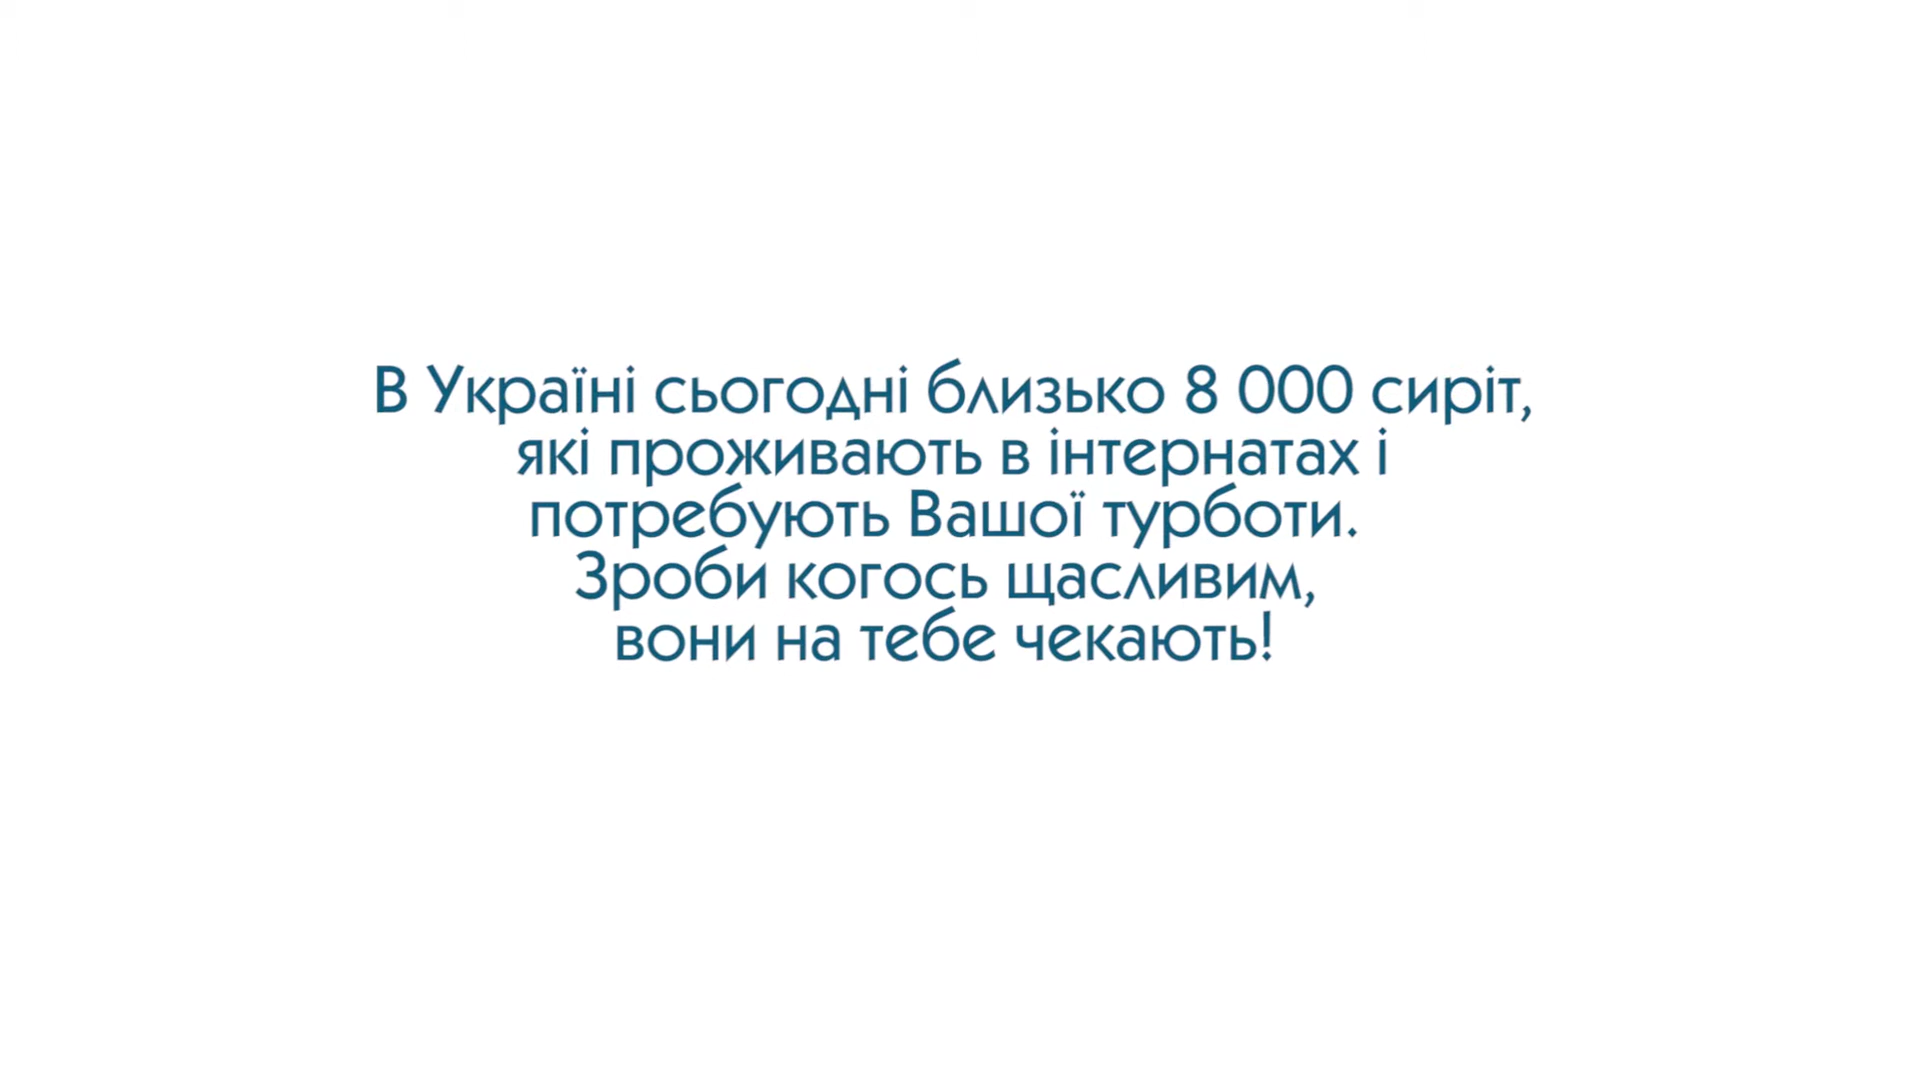 В Україні сьогодні близько 8 000 сиріт,
які проживають в інтернатах і
потребують Вашої турботи.
Зроби когось щасливим,
вони на тебе чекають!